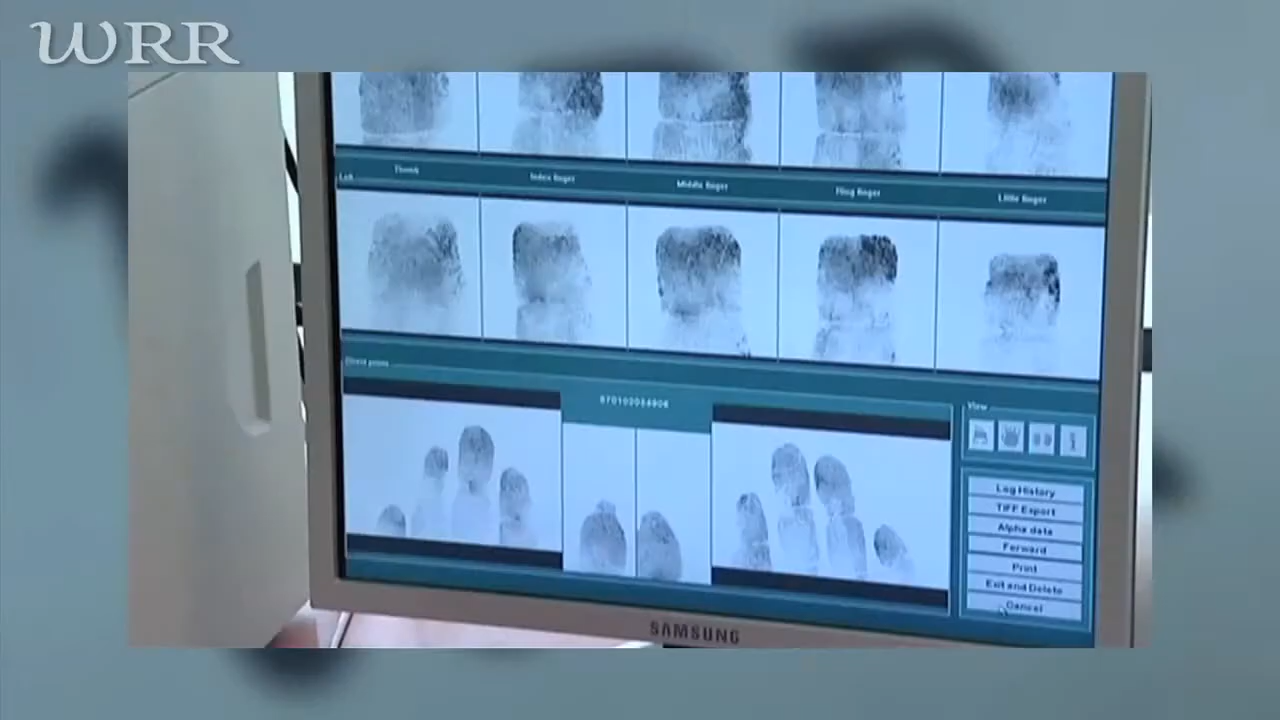 WRR
Left
Thumb
Index finger
Middle finger
Ring finger
Little finger
View
Log History
TIFF Export
Alpha data
Forward
Print
Exit and Delete
Cancel
SAMSUNG